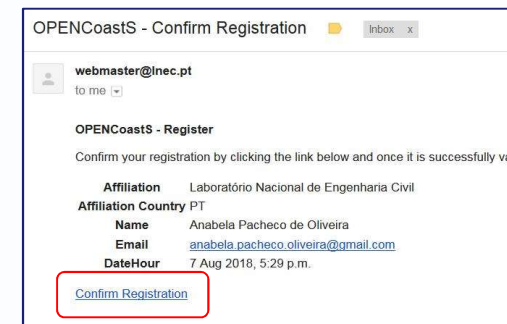 OPENCoastS - Confirm Registration Inbox x
webmaster@lnec.pt
to me
OPENCoastS - Register
Confirm your registration by clicking the link below and once it is successfully
Affiliation Laboratório Nacional de Engenharia Civil
Affiliation Country PT
Name Anabela Pacheco de Oliveira
Email anabela.pacheco.oliveira@gmail.com
DateHour 7 Aug 2018, 5:29 p.m.
Confirm Registration